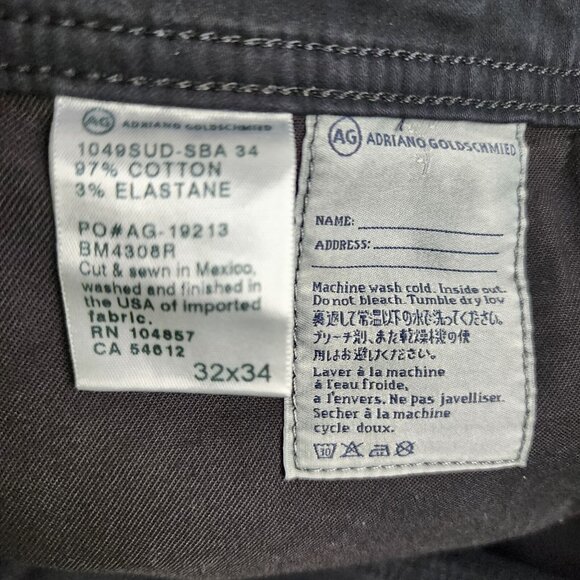 AG ADRIANO GOLDSCHMIED
1049SUD-SBA 34
97% COTTON
3% ELASTANE
PO#AG-19213
BM4308R
Cut & sewn in Mexico,
washed and finished in
the USA of imported
fabric.
RN 104857
CA 54612
32x34
AG ADRIANO GOLDSCHMIED
NAME:
ADDRESS:
Machine wash cold. Inside out.
Do not bleach. Tumble dry low
裏返して常温以下の水で洗ってください。
ブリーチ剤、また乾燥機の使
用はお避けください。
Laver à la machine
à l'eau froide,
a l'envers. Ne pas javelliser.
Secher à la machine
cycle doux.
30